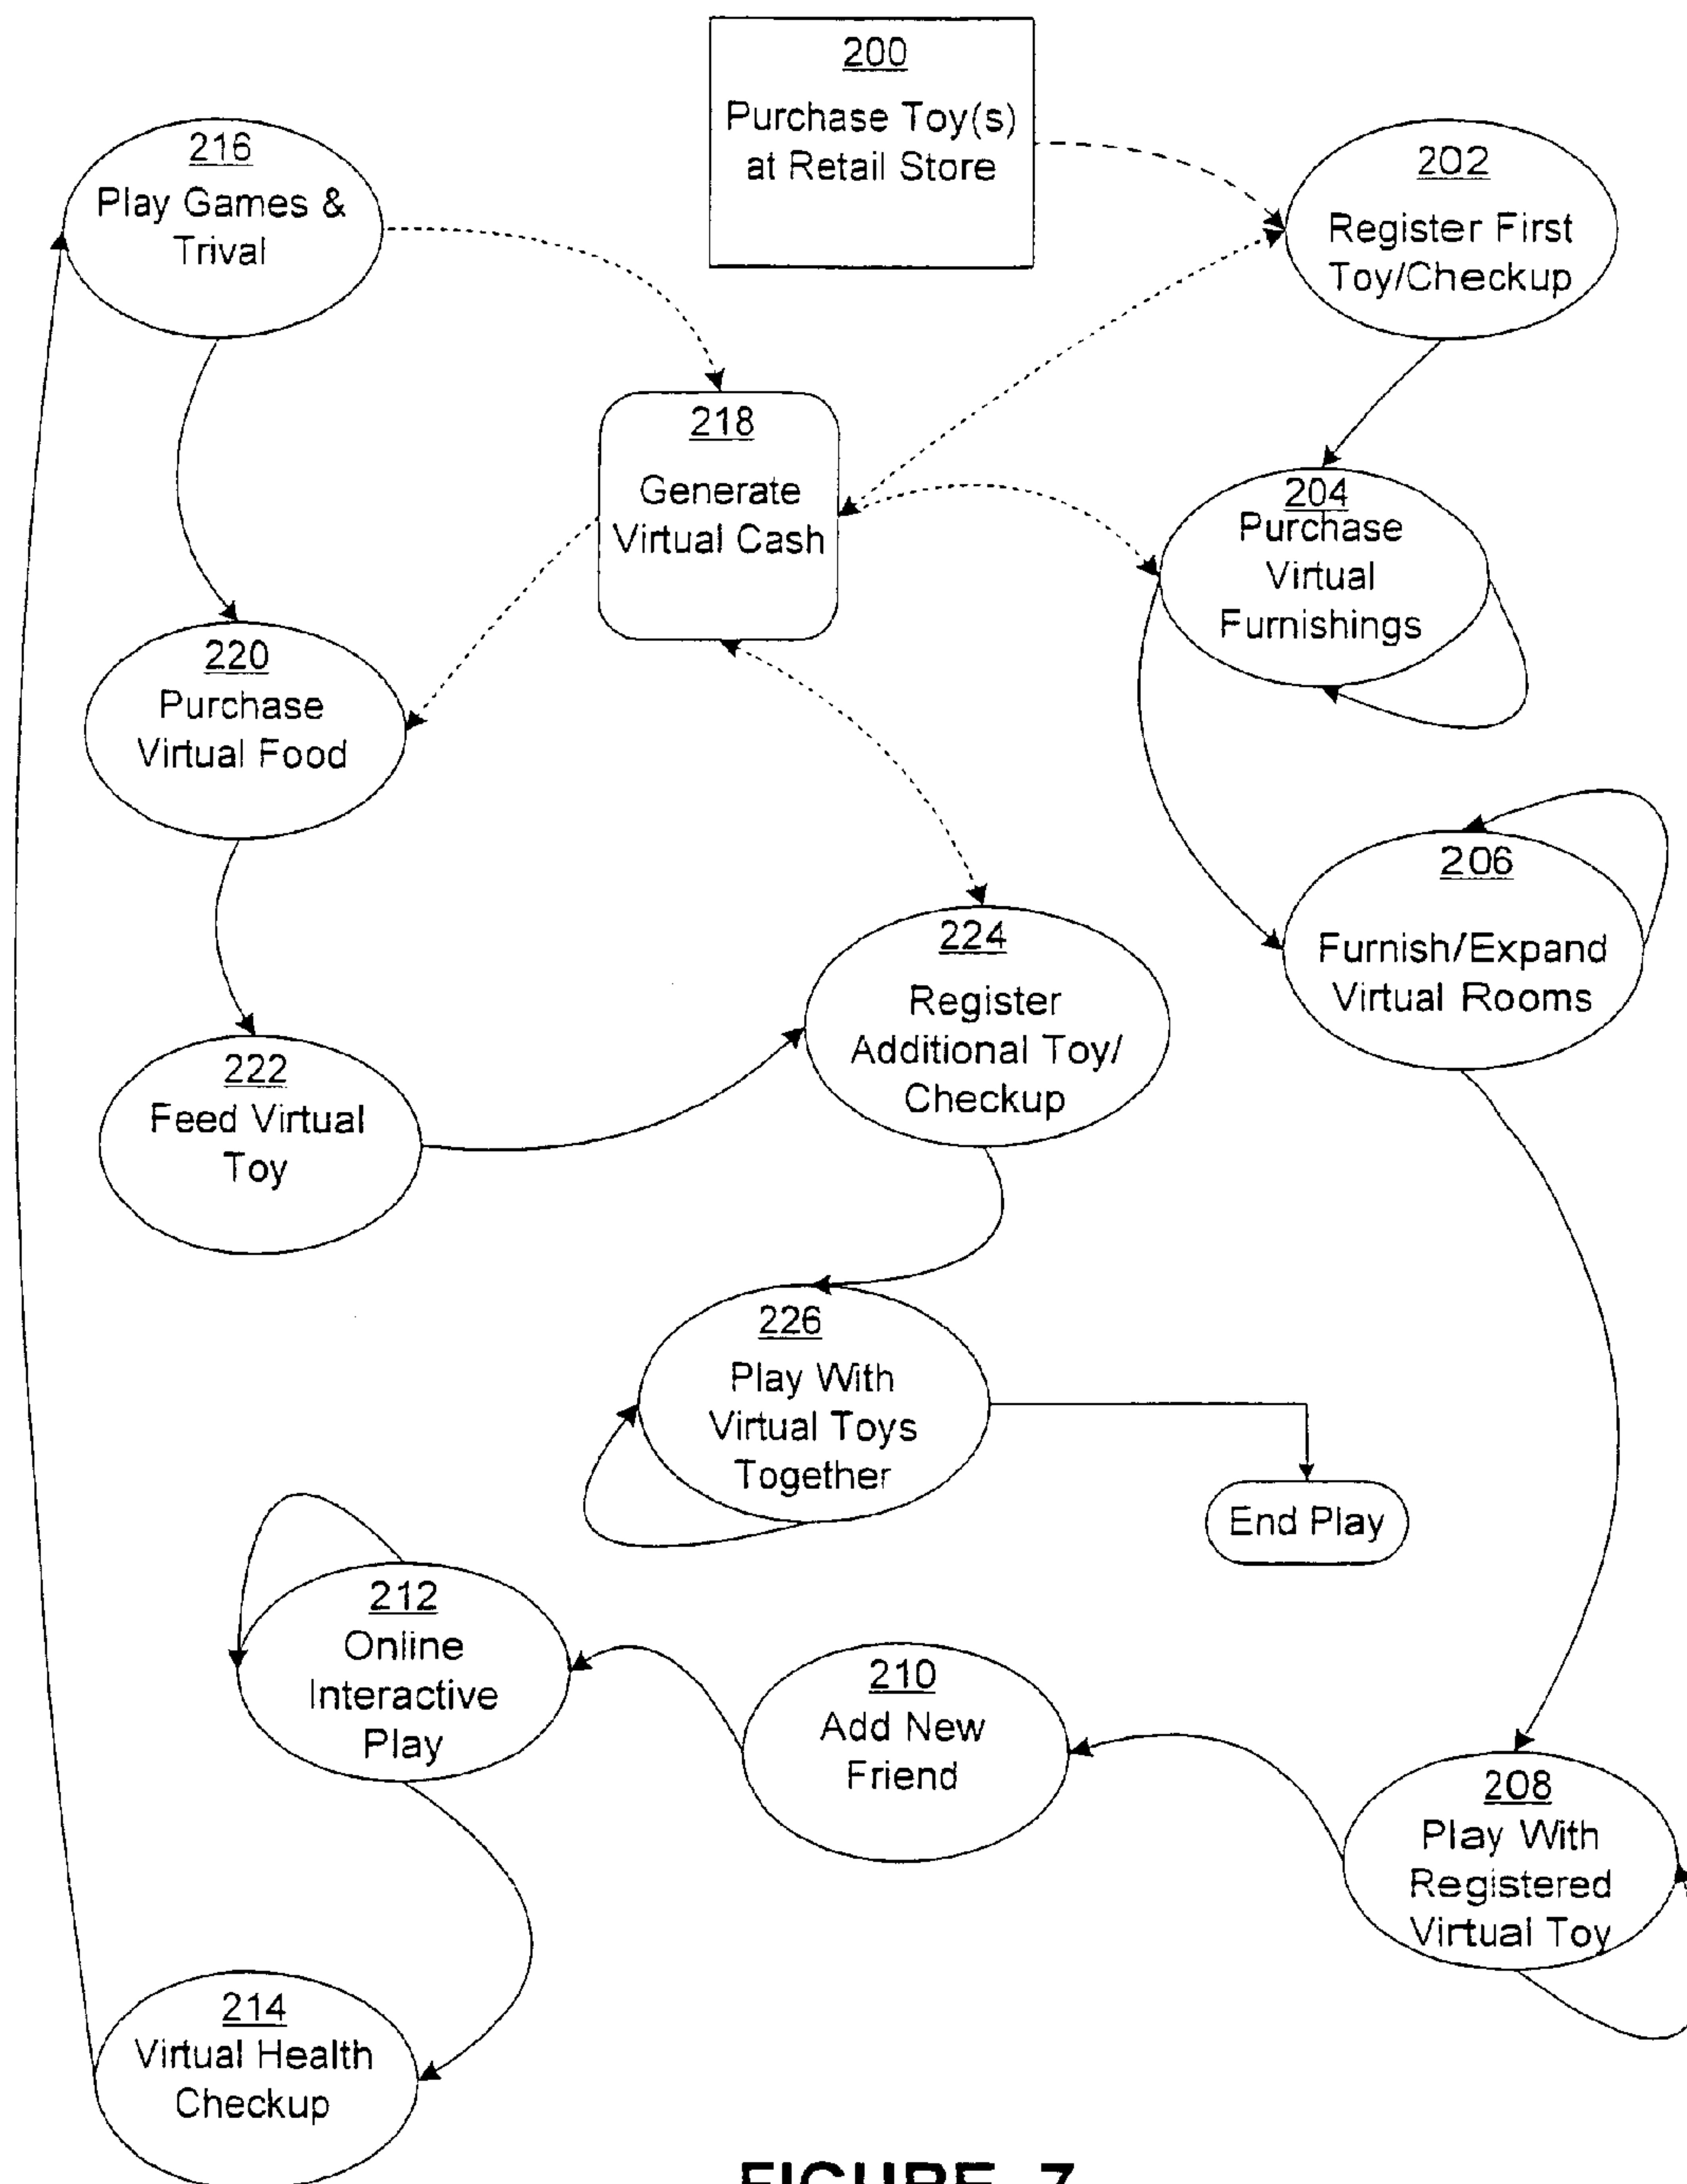 200
Purchase Toy(s)
at Retail Store
216
Play Games &
Trival
202
Register First
Toy/Checkup
218
Generate
Virtual Cash
204
Purchase
Virtual
Furnishings
220
Purchase
Virtual Food
206
Furnish/Expand
Virtual Rooms
224
Register
Additional Toy/
Checkup
222
Feed Virtual
Toy
226
Play With
Virtual Toys
Together
End Play
212
Online
Interactive
Play
210
Add New
Friend
208
Play With
Registered
Virtual Toy
214
Virtual Health
Checkup
FIGURE 7